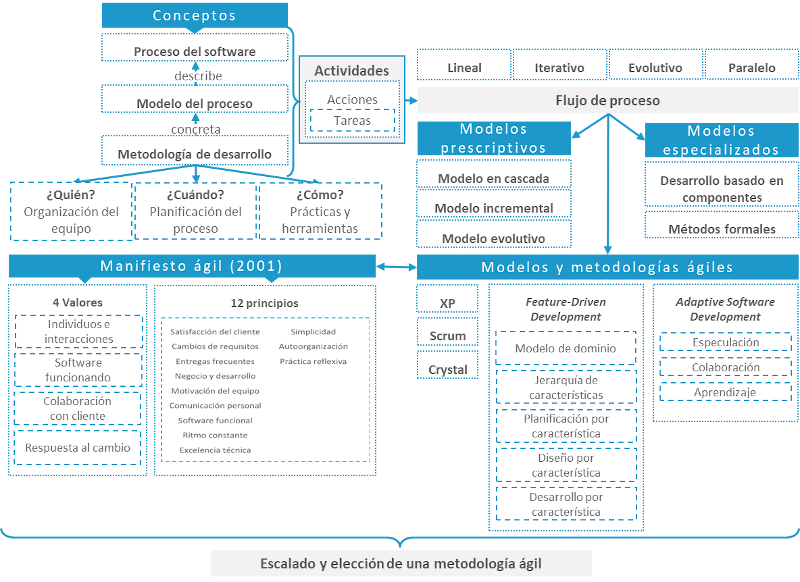 Conceptos
Proceso del software
describe
Modelo del proceso
concreta
Metodología de desarrollo
¿Quién?
Organización del
equipo
¿Cuándo?
Planificación del
proceso
¿Cómo?
Prácticas y
herramientas
Actividades
Acciones
Tareas
Lineal
Iterativo
Evolutivo
Paralelo
Flujo de proceso
Modelos
prescriptivos
Modelo en cascada
Modelo incremental
Modelo evolutivo
Modelos
especializados
Desarrollo basado en
componentes
Métodos formales
Manifiesto ágil (2001)
4 Valores
Individuos e
interacciones
Software
funcionando
Colaboración
con cliente
Respuesta al cambio
12 principios
Satisfacción del cliente
Cambios de requisitos
Entregas frecuentes
Negocio y desarrollo
Motivación del equipo
Comunicación personal
Software funcional
Ritmo constante
Excelencia técnica
Simplicidad
Autoorganización
Práctica reflexiva
Modelos y metodologías ágiles
XP
Scrum
Crystal
Feature-Driven
Development
Modelo de dominio
Jerarquía de
características
Planificación por
característica
Diseño por
característica
Desarrollo por
característica
Adaptive Software
Development
Especulación
Colaboración
Aprendizaje
Escalado y elección de una metodología ágil